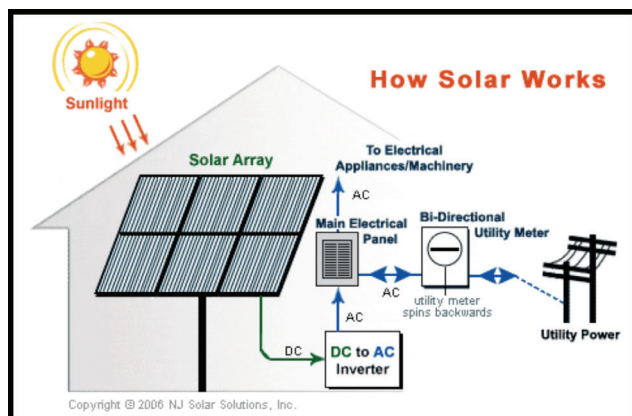 How Solar Works
Sunlight
To Electrical
Appliances/Machinery
Solar Array
AC
Main Electrical
Panel
Bi-Directional
Utility Meter
AC
utility meter
spins backwards
Utility Power
AC
DC
DC to AC
Inverter
Copyright © 2006 NJ Solar Solutions, Inc.